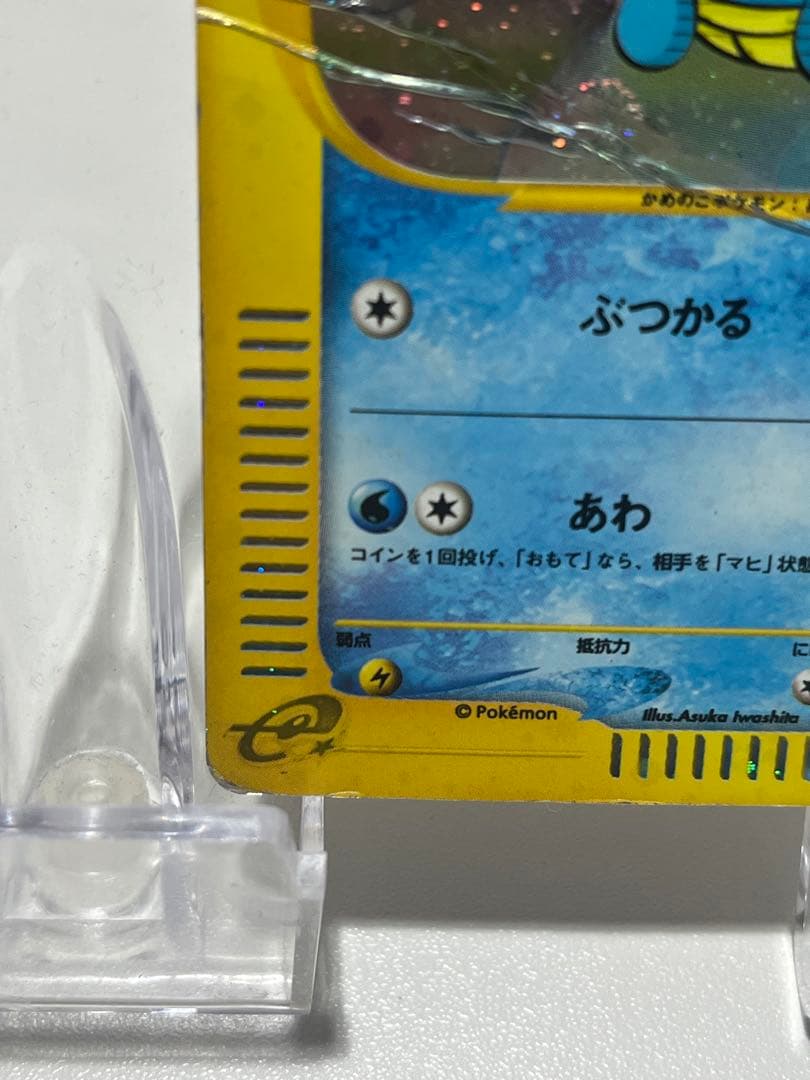 かめのこポケモン：
ぶつかる
あわ
コインを1回投げ、「おもて」なら、相手を「マヒ」状態
弱点
抵抗力
に
© Pokémon
Illus.Asuka Iwashita
e